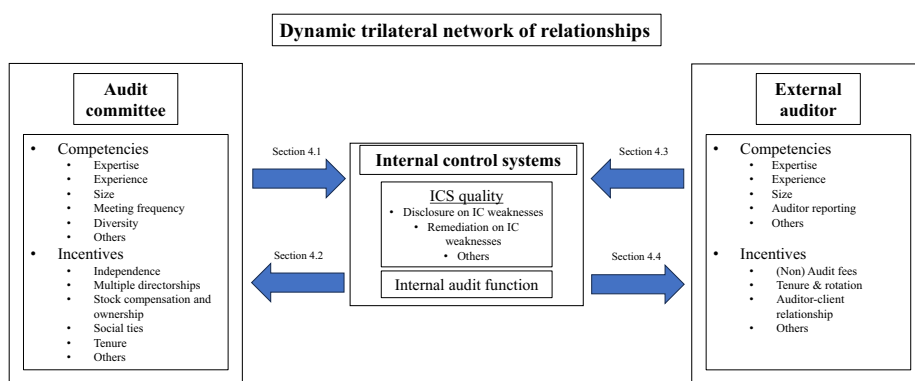 Dynamic trilateral network of relationships
Audit
committee
• Competencies
• Expertise
• Experience
• Size
• Meeting frequency
• Diversity
• Others
• Incentives
• Independence
• Multiple directorships
• Stock compensation and
ownership
• Social ties
• Tenure
• Others
Section 4.1
Section 4.2
Internal control systems
ICS quality
• Disclosure on IC weaknesses
• Remediation on IC
weaknesses
• Others
Internal audit function
Section 4.3
Section 4.4
External
auditor
• Competencies
• Expertise
• Experience
• Size
• Auditor reporting
• Others
• Incentives
• (Non) Audit fees
• Tenure & rotation
• Auditor-client
relationship
• Others